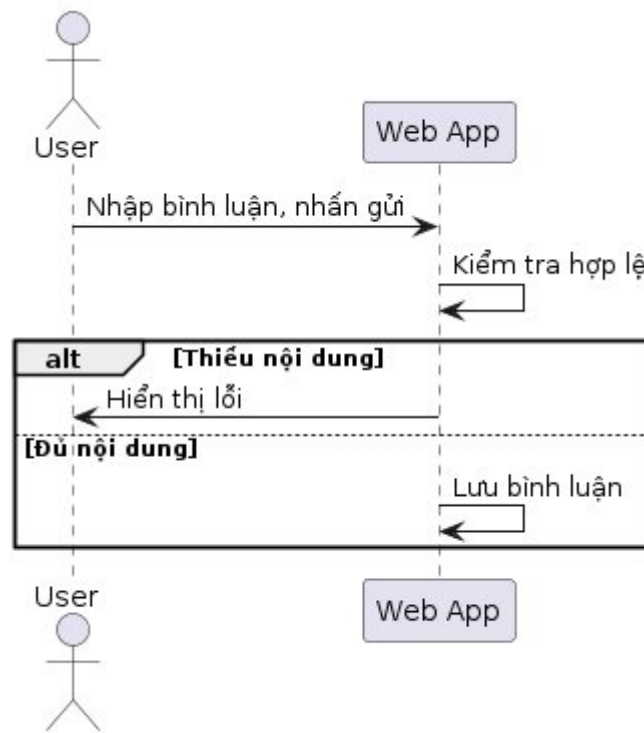 User
Web App
Nhập bình luận, nhấn gửi
Kiểm tra hợp lệ
alt [Thiếu nội dung]
Hiển thị lỗi
[Đủ nội dung]
Lưu bình luận
User
Web App